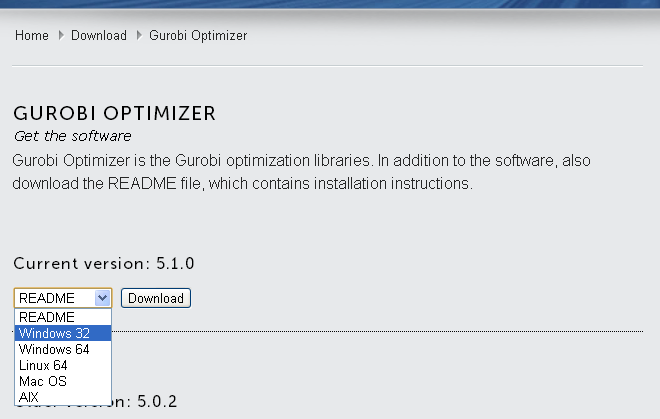 Home Download Gurobi Optimizer
GUROBI OPTIMIZER
Get the software
Gurobi Optimizer is the Gurobi optimization libraries. In addition to the software, also
download the README file, which contains installation instructions.
Current version: 5.1.0
README Download
README
Windows 32
Windows 64
Linux 64
Mac OS
AIX
version: 5.0.2